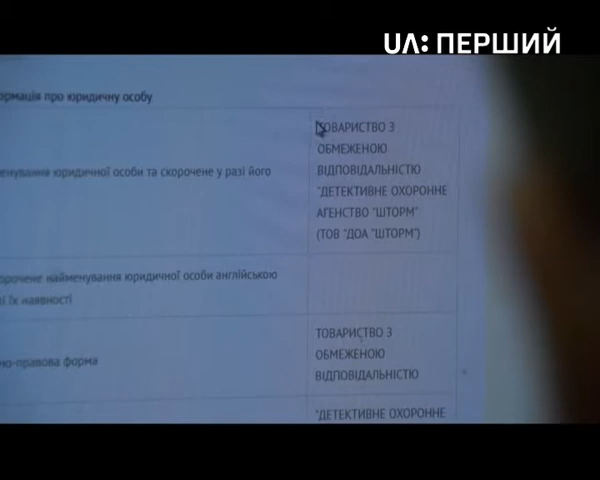 UA: ПЕРШИЙ
ормація про юридичну особу
ТОВАРИСТВО З
ОБМЕЖЕНОЮ
ВІДПОВІДАЛЬНІСТЮ
"ДЕТЕКТИВНЕ ОХОРОННЕ
АГЕНСТВО "ШТОРМ"
(ТОВ "ДОА "ШТОРМ")
енування юридичної особи та скорочене у разі його
орочене найменування юридичної особи англійською
і їх наявності
ТОВАРИСТВО З
ОБМЕЖЕНОЮ
ВІДПОВІДАЛЬНІСТЮ
но-правова форма
"ДЕТЕКТИВНЕ ОХОРОННЕ